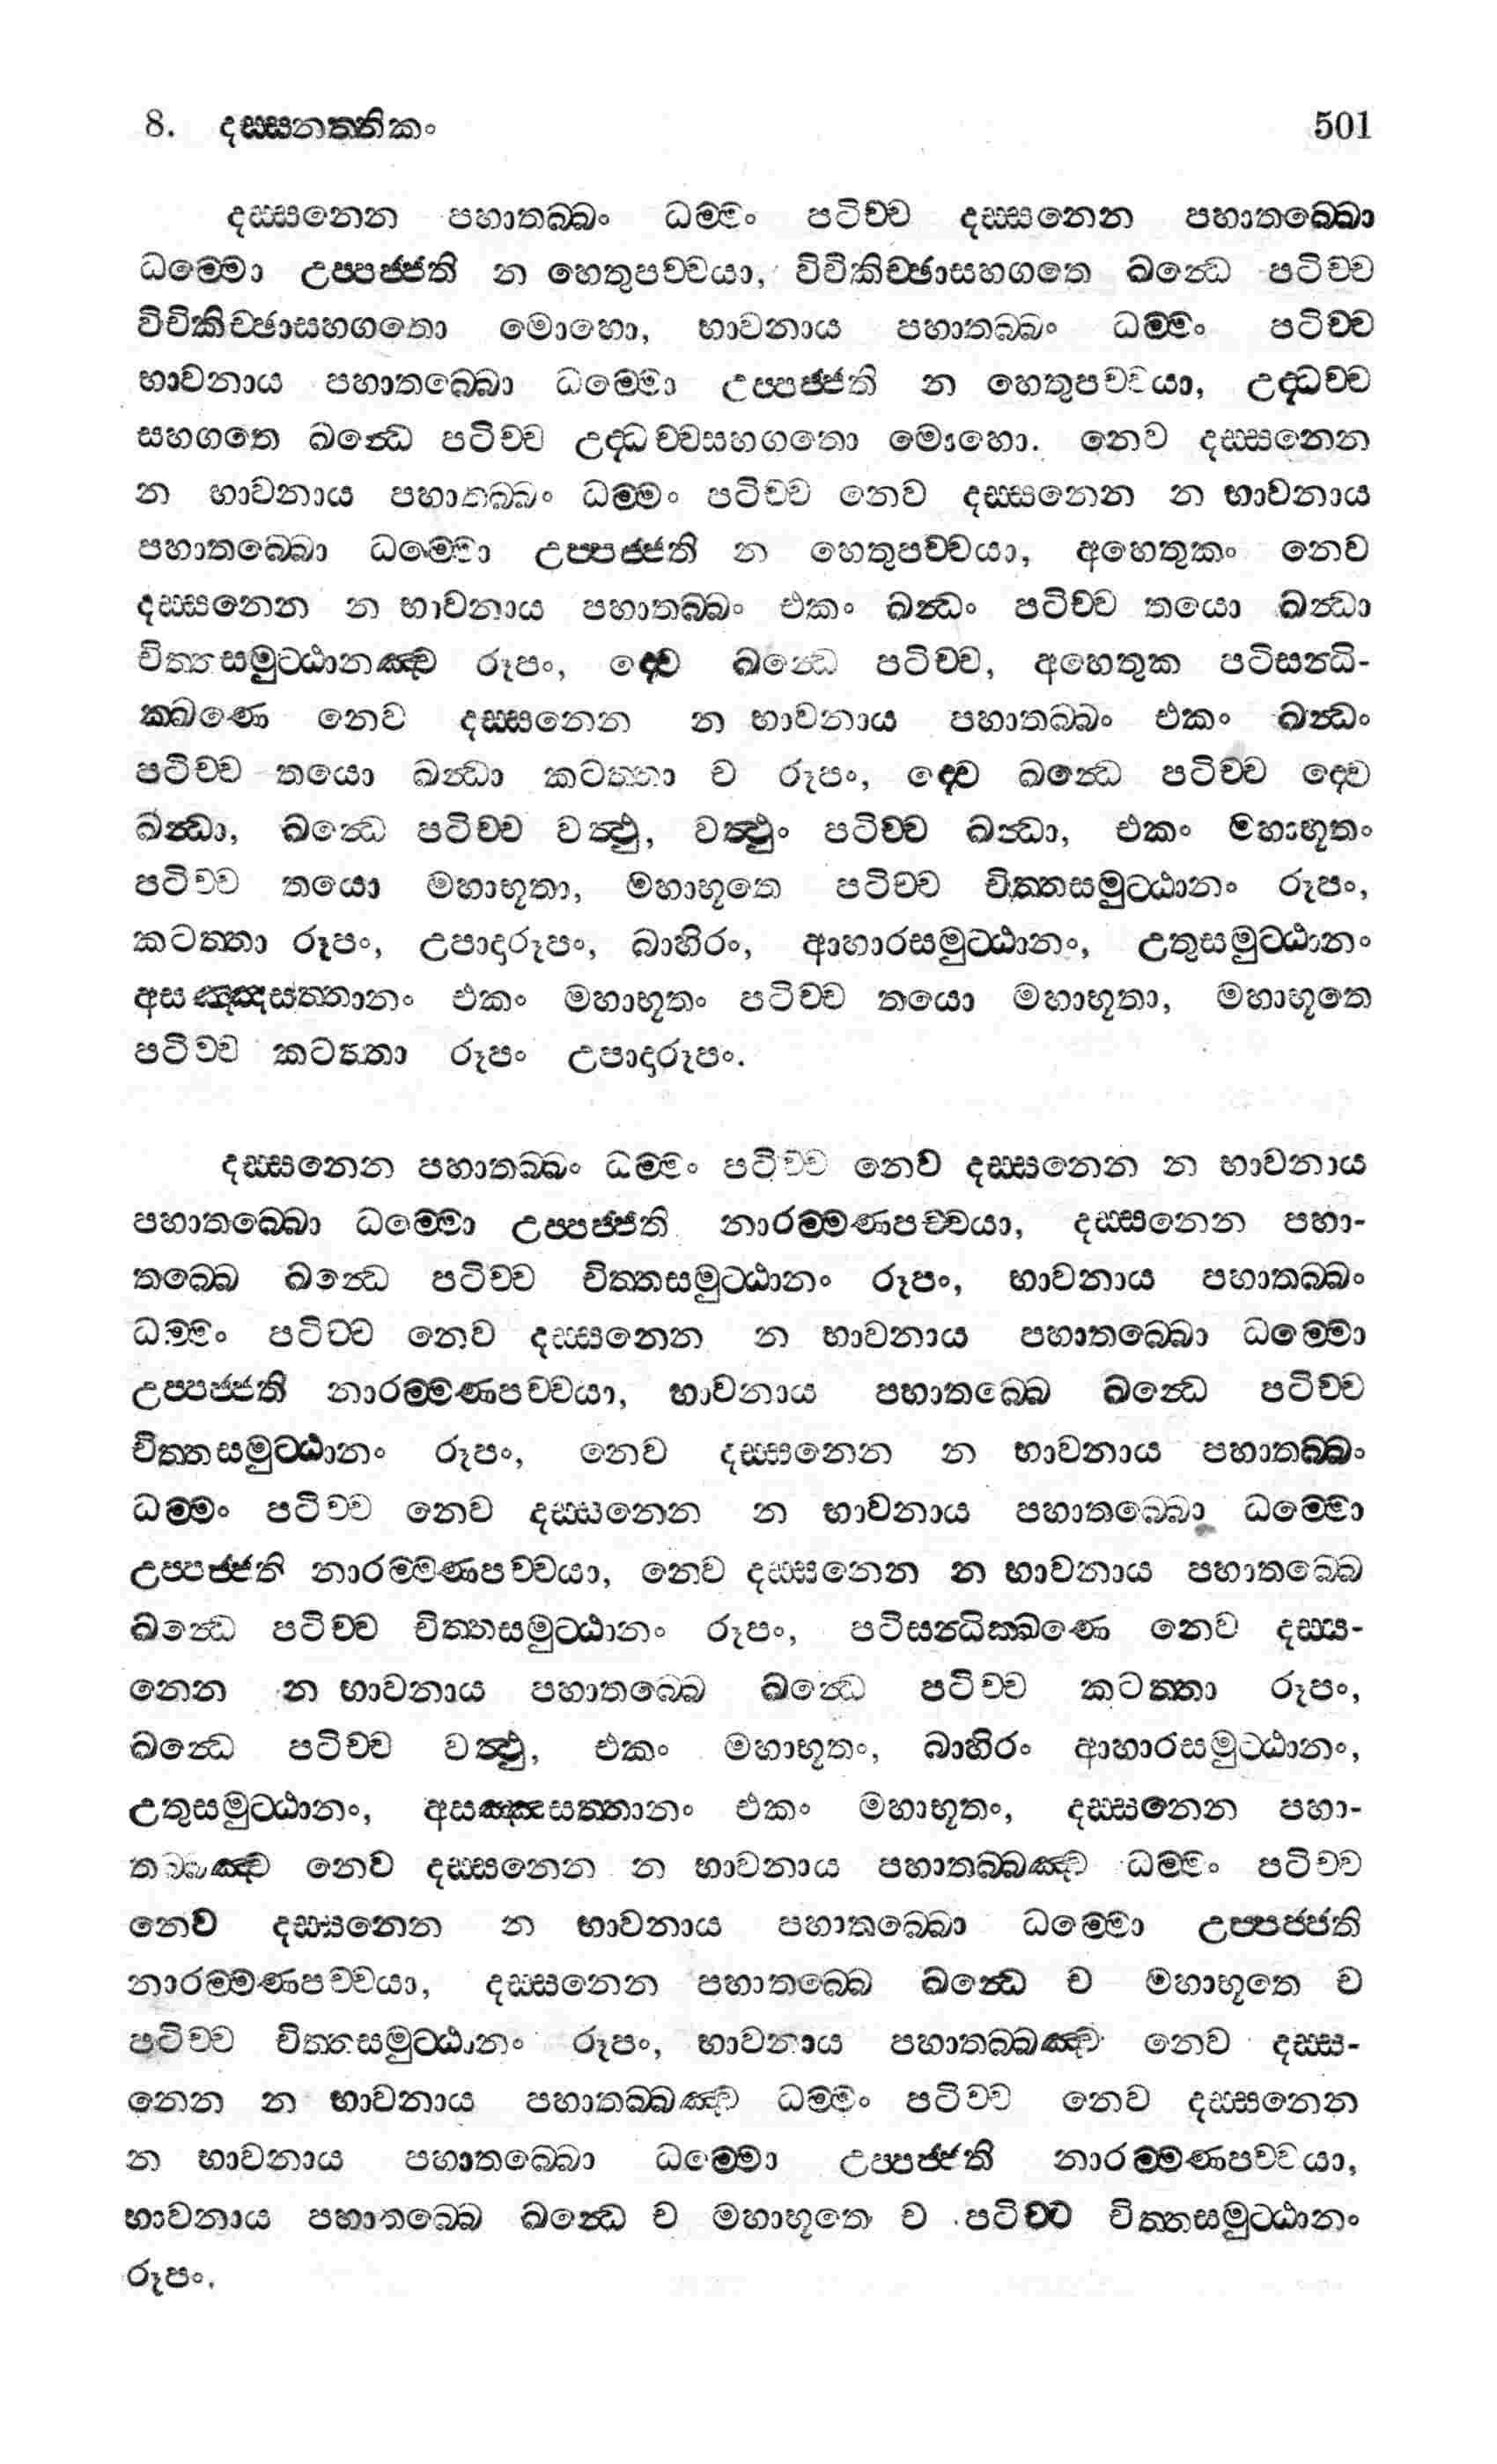 8. දස්සනත්තිකං 501
දස්සනෙන පහාතබ්බං ධම්මං පටිච්ච දස්සනෙන පහාතබ්බො
ධම්මො උප්පජ්ජති න හෙතුපච්චයා, විචිකිච්ඡාසහගතෙ ඛන්ධෙ පටිච්ච
විචිකිච්ඡාසහගතො මොහො, භාවනාය පහාතබ්බං ධම්මං පටිච්ච
භාවනාය පහාතබ්බො ධම්මො උප්පජ්ජති න හෙතුපච්චයා, උද්ධච්ච
සහගතෙ ඛන්ධෙ පටිච්ච උද්ධච්චසහගතො මොහො. නෙව දස්සනෙන
න භාවනාය පහාතබ්බං ධම්මං පටිච්ච නෙව දස්සනෙන න භාවනාය
පහාතබ්බො ධම්මො උප්පජ්ජති න හෙතුපච්චයා, අහෙතුකං නෙව
දස්සනෙන න භාවනාය පහාතබ්බං එකං ඛන්ධං පටිච්ච තයො ඛන්ධා
චිත්තසමුට්ඨානඤ්ච රූපං, ද්වෙ ඛන්ධෙ පටිච්ච, අහෙතුක පටිසන්ධි-
ක්ඛණෙ නෙව දස්සනෙන න භාවනාය පහාතබ්බං එකං ඛන්ධං
පටිච්ච තයො ඛන්ධා කටත්තා ච රූපං, ද්වෙ ඛන්ධෙ පටිච්ච ද්වෙ
ඛන්ධා, ඛන්ධෙ පටිච්ච වත්ථු, වත්ථුං පටිච්ච ඛන්ධා, එකං මහාභූතං
පටිච්ච තයො මහාභූතා, මහාභූතෙ පටිච්ච චිත්තසමුට්ඨානං රූපං,
කටත්තා රූපං, උපාදාරූපං, බාහිරං, ආහාරසමුට්ඨානං, උතුසමුට්ඨානං
අසඤ්ඤසත්තානං එකං මහාභූතං පටිච්ච තයො මහාභූතා, මහාභූතෙ
පටිච්ච කටත්තා රූපං උපාදාරූපං.
දස්සනෙන පහාතබ්බං ධම්මං පටිච්ච නෙව දස්සනෙන න භාවනාය
පහාතබ්බො ධම්මො උප්පජ්ජති නාරම්මණපච්චයා, දස්සනෙන පහා-
තබ්බෙ ඛන්ධෙ පටිච්ච චිත්තසමුට්ඨානං රූපං, භාවනාය පහාතබ්බං
ධම්මං පටිච්ච නෙව දස්සනෙන න භාවනාය පහාතබ්බො ධම්මො
උප්පජ්ජති නාරම්මණපච්චයා, භාවනාය පහාතබ්බෙ ඛන්ධෙ පටිච්ච
චිත්තසමුට්ඨානං රූපං, නෙව දස්සනෙන න භාවනාය පහාතබ්බං
ධම්මං පටිච්ච නෙව දස්සනෙන න භාවනාය පහාතබ්බො ධම්මො
උප්පජ්ජති නාරම්මණපච්චයා, නෙව දස්සනෙන න භාවනාය පහාතබ්බෙ
ඛන්ධෙ පටිච්ච චිත්තසමුට්ඨානං රූපං, පටිසන්ධික්ඛණෙ නෙව දස්ස-
නෙන න භාවනාය පහාතබ්බෙ ඛන්ධෙ පටිච්ච කටත්තා රූපං,
ඛන්ධෙ පටිච්ච වත්ථු, එකං මහාභූතං, බාහිරං ආහාරසමුට්ඨානං,
උතුසමුට්ඨානං, අසඤ්ඤසත්තානං එකං මහාභූතං, දස්සනෙන පහා-
තබ්බඤ්ච නෙව දස්සනෙන න භාවනාය පහාතබ්බඤ්ච ධම්මං පටිච්ච
නෙව දස්සනෙන න භාවනාය පහාතබ්බො ධම්මො උප්පජ්ජති
නාරම්මණපච්චයා, දස්සනෙන පහාතබ්බෙ ඛන්ධෙ ච මහාභූතෙ ච
පටිච්ච චිත්තසමුට්ඨානං රූපං, භාවනාය පහාතබ්බඤ්ච නෙව දස්ස-
නෙන න භාවනාය පහාතබ්බඤ්ච ධම්මං පටිච්ච නෙව දස්සනෙන
න භාවනාය පහාතබ්බො ධම්මො උප්පජ්ජති නාරම්මණපච්චයා,
භාවනාය පහාතබ්බෙ ඛන්ධෙ ච මහාභූතෙ ච පටිච්ච චිත්තසමුට්ඨානං
රූපං.